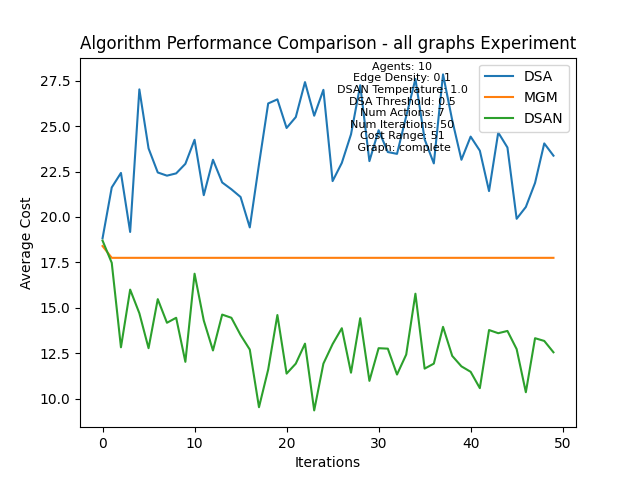 Algorithm Performance Comparison - all graphs Experiment
Agents: 10
Edge Density: 0.1
DSAN Temperature: 1.0
DSA Threshold: 0.5
Num Actions: 7
Num Iterations: 50
Cost Range: 51
Graph: complete
DSA
MGM
DSAN
27.5
25.0
22.5
20.0
17.5
15.0
12.5
10.0
Average Cost
0
10
20
30
40
50
Iterations